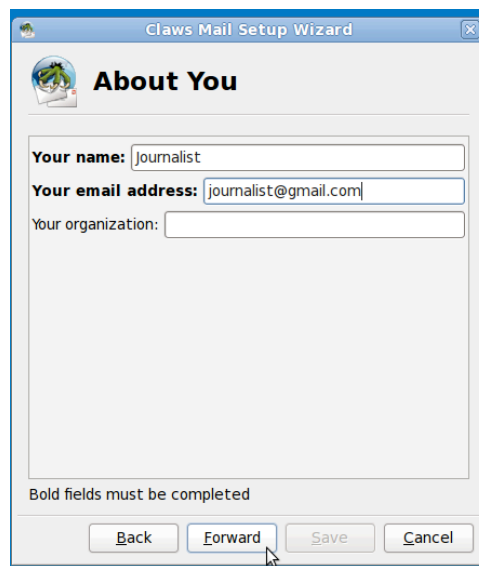 Claws Mail Setup Wizard
About You
Your name: Journalist
Your email address: journalist@gmail.com
Your organization:
Bold fields must be completed
Back Forward Save Cancel